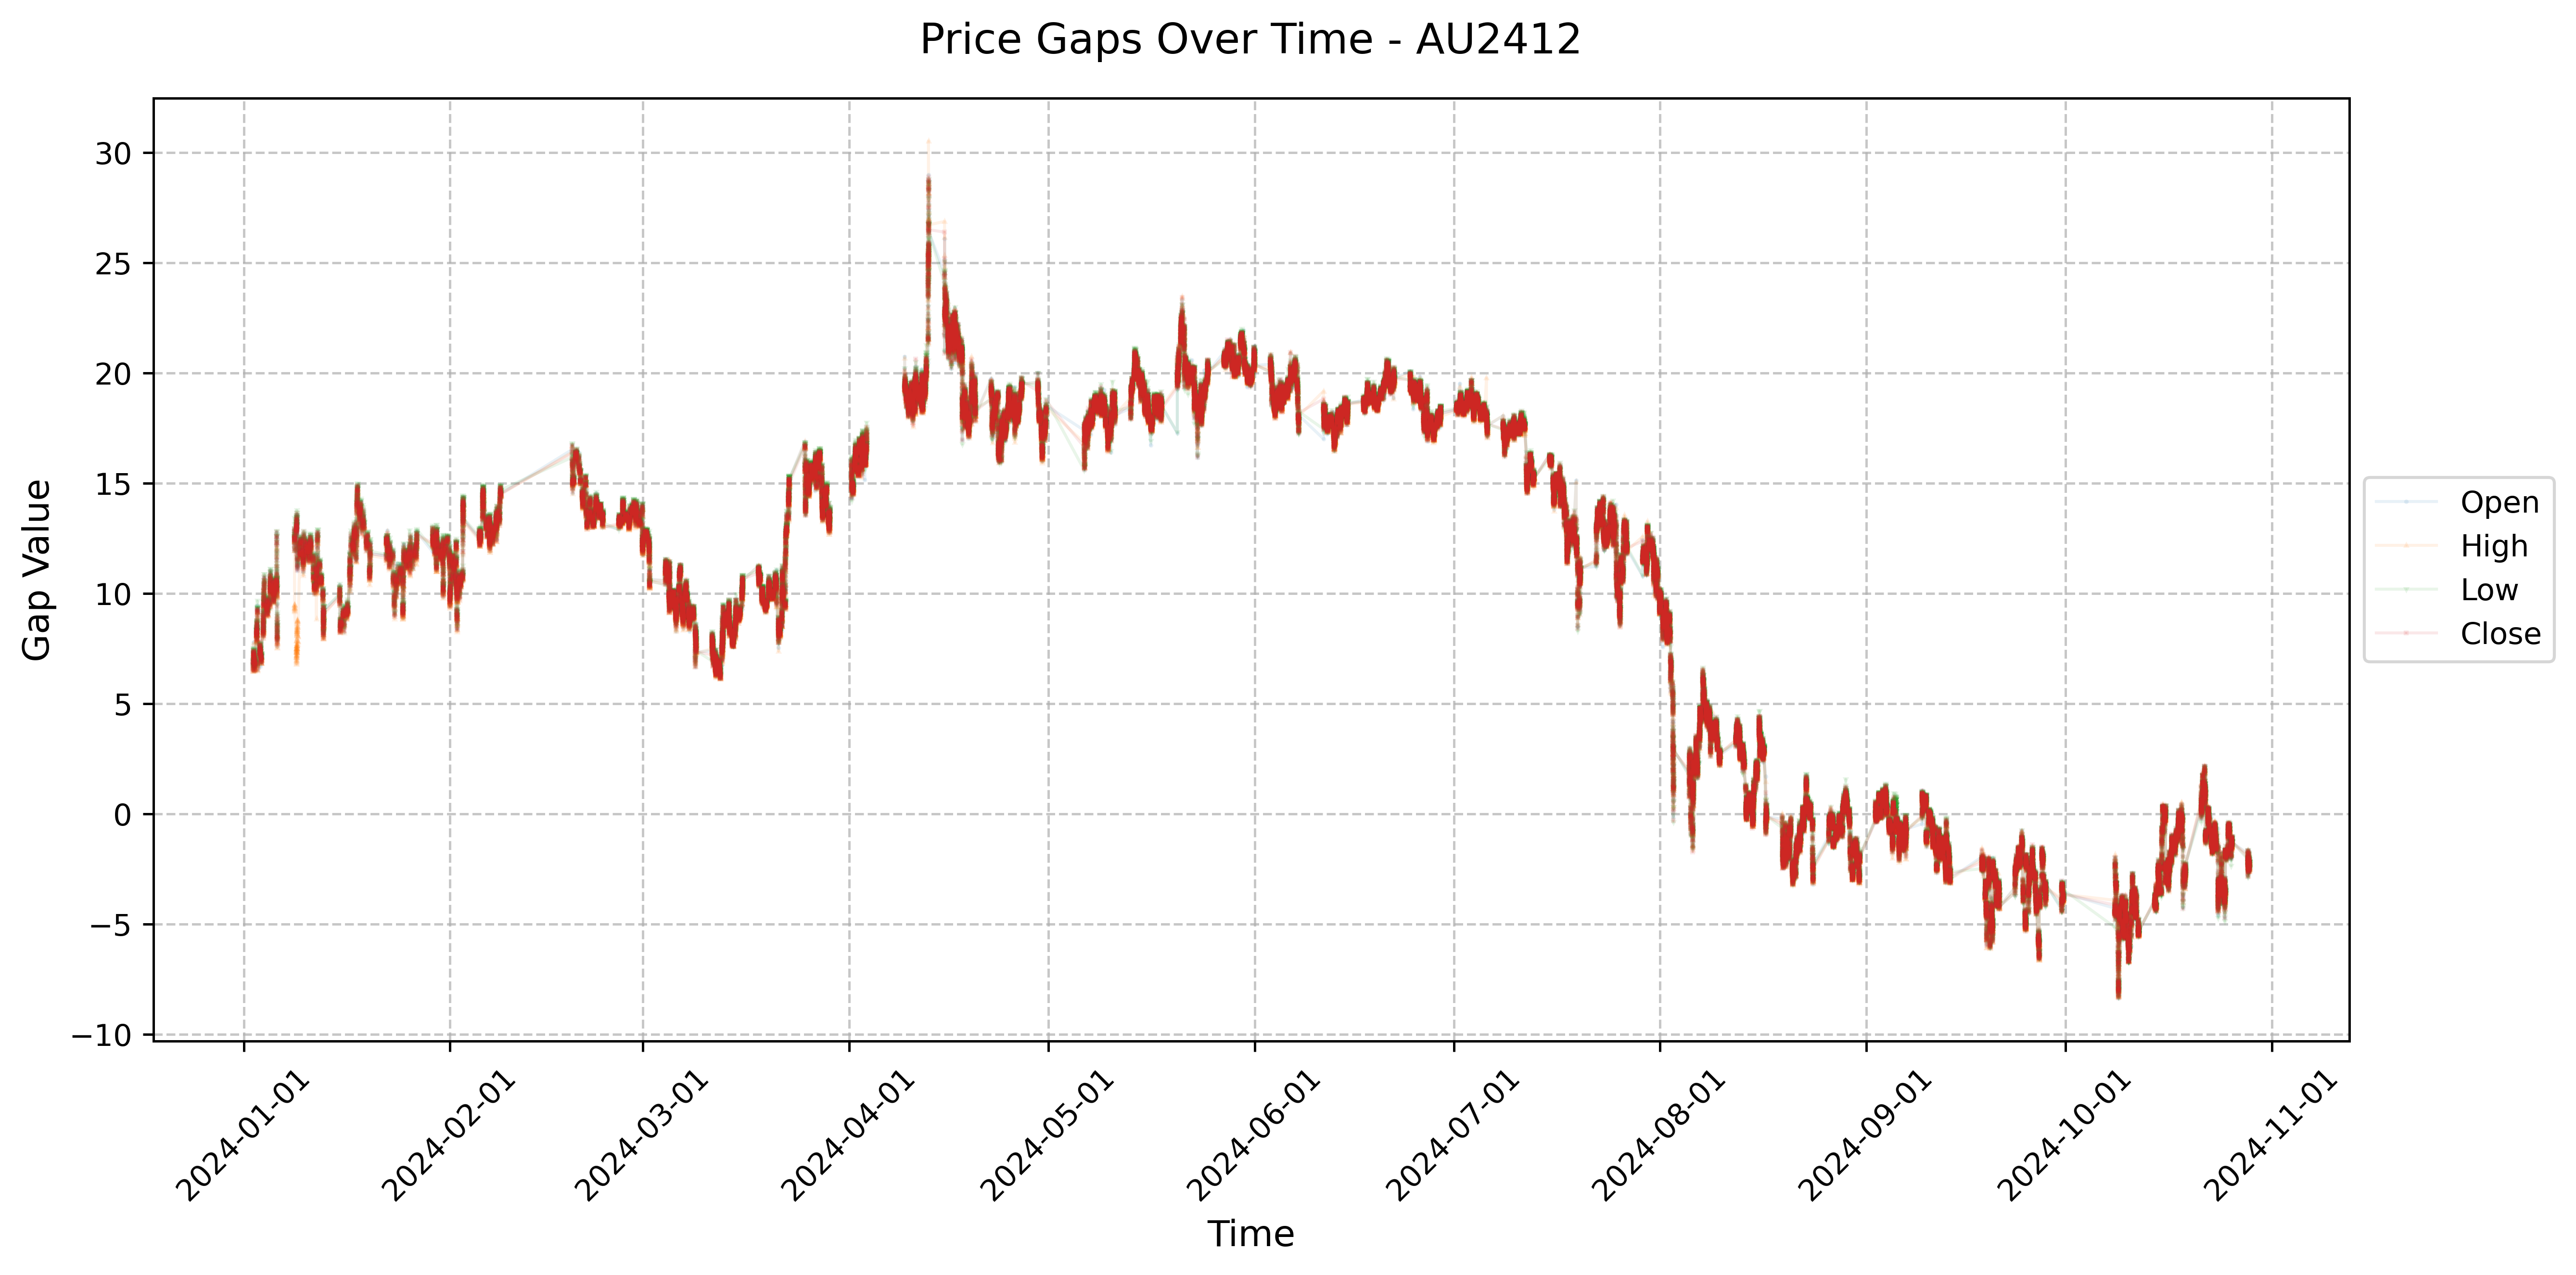 Price Gaps Over Time - AU2412
Gap Value
30
25
20
15
10
5
0
−5
−10
2024-01-01
2024-02-01
2024-03-01
2024-04-01
2024-05-01
2024-06-01
2024-07-01
2024-08-01
2024-09-01
2024-10-01
2024-11-01
Time
Open
High
Low
Close